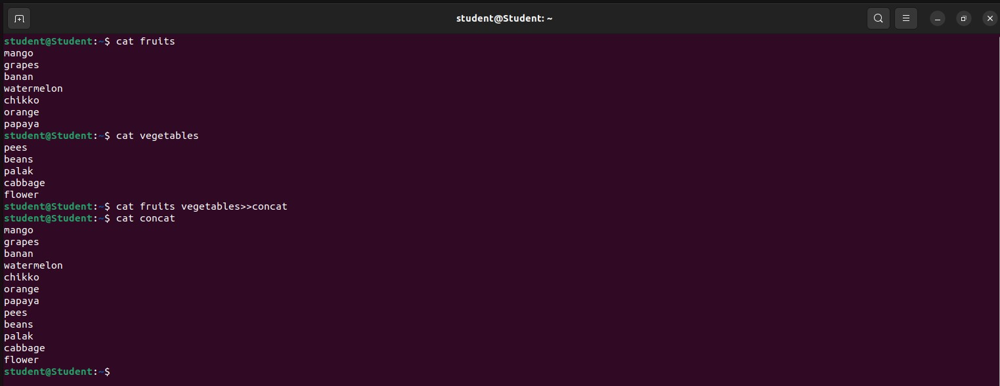 student@Student: ~
student@Student:~$ cat fruits
mango
grapes
banan
watermelon
chikko
orange
papaya
student@Student:~$ cat vegetables
pees
beans
palak
cabbage
flower
student@Student:~$ cat fruits vegetables>>concat
student@Student:~$ cat concat
mango
grapes
banan
watermelon
chikko
orange
papaya
pees
beans
palak
cabbage
flower
student@Student:~$